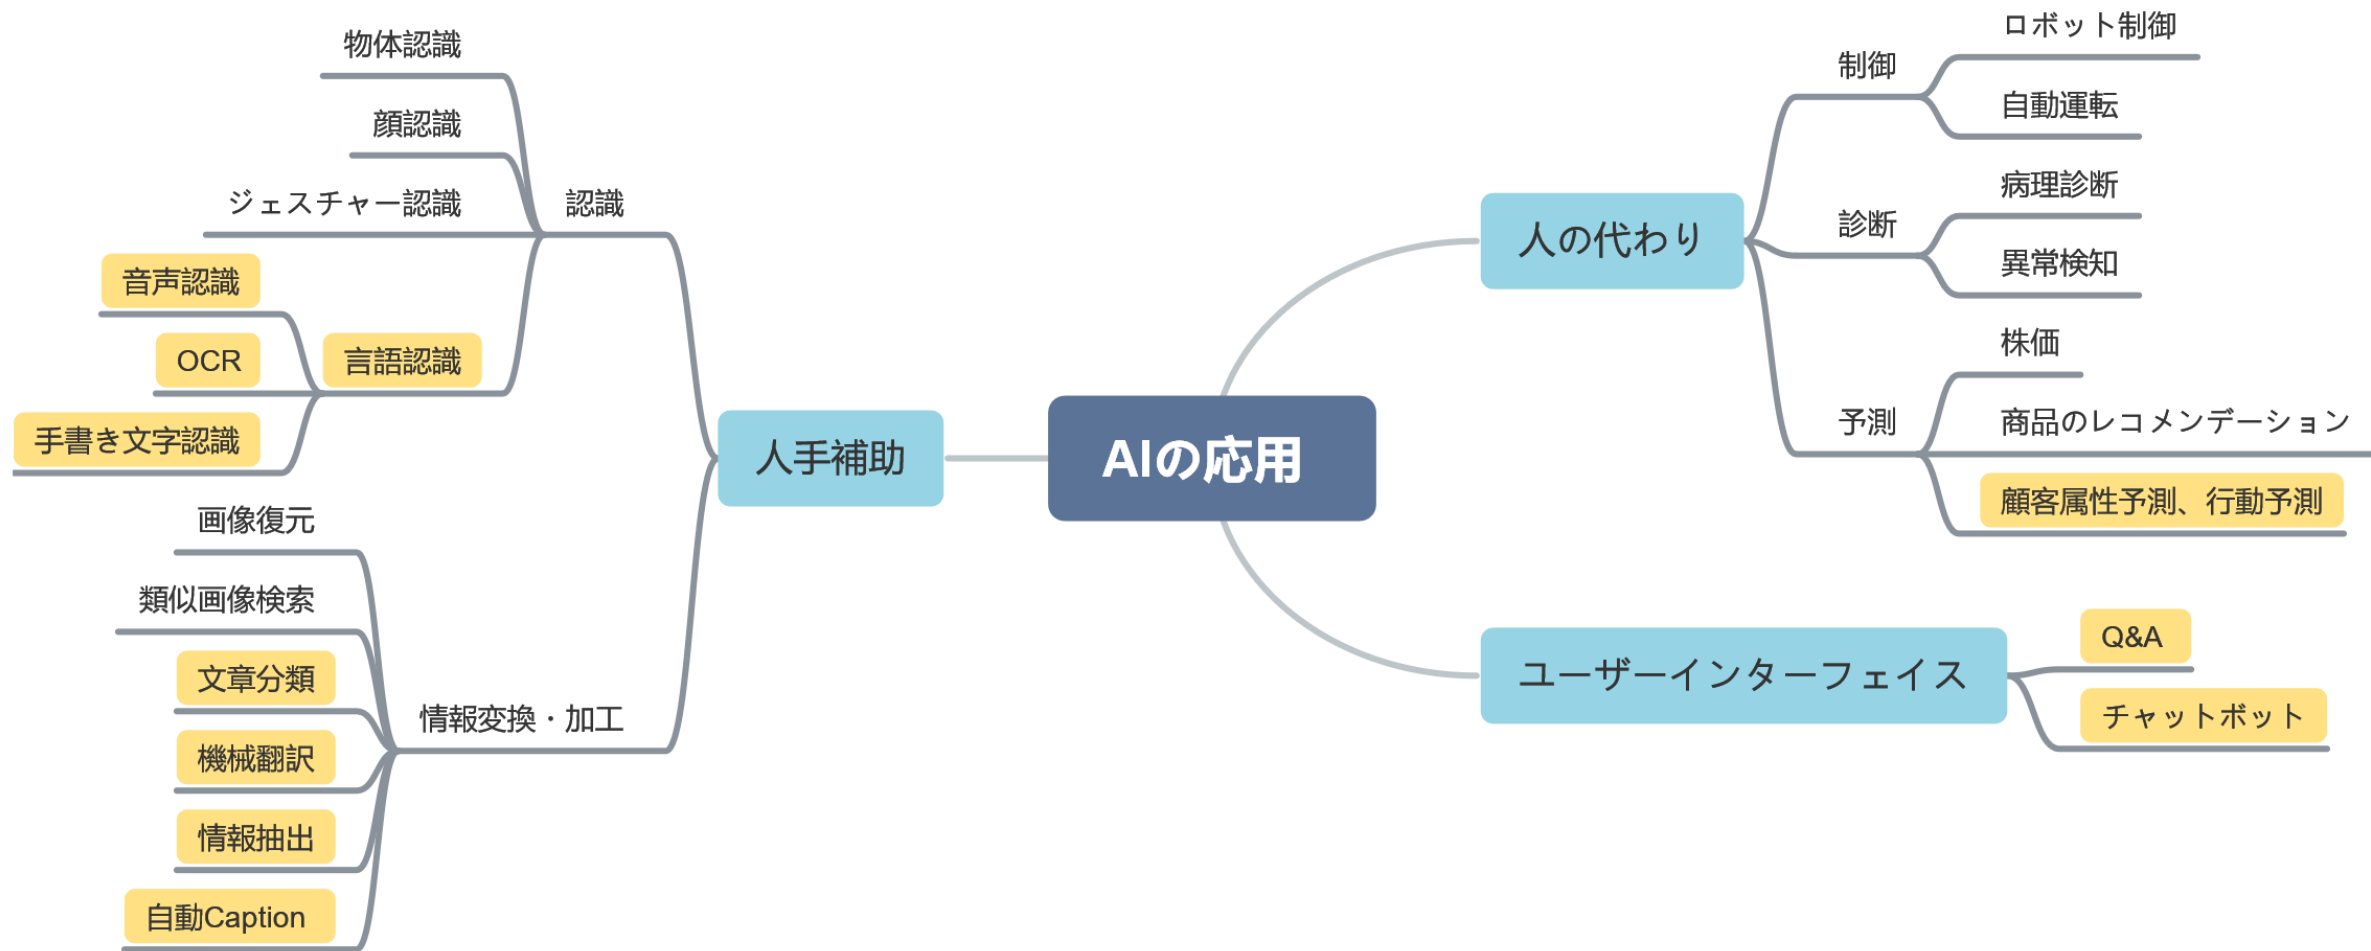 AIの応用
人の代わり
制御
ロボット制御
自動運転
診断
病理診断
異常検知
予測
株価
商品のレコメンデーション
顧客属性予測、行動予測
ユーザーインターフェイス
Q&A
チャットボット
人手補助
認識
物体認識
顔認識
ジェスチャー認識
言語認識
音声認識
OCR
手書き文字認識
情報変換・加工
画像復元
類似画像検索
文章分類
機械翻訳
情報抽出
自動Caption